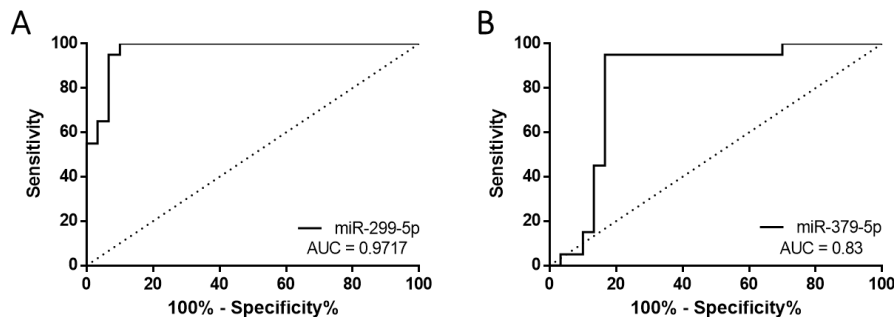 A
100
80
60
40
20
0
Sensitivity
0 20 40 60 80 100
100% - Specificity%
miR-299-5p
AUC = 0.9717
B
100
80
60
40
20
0
Sensitivity
0 20 40 60 80 100
100% - Specificity%
miR-379-5p
AUC = 0.83